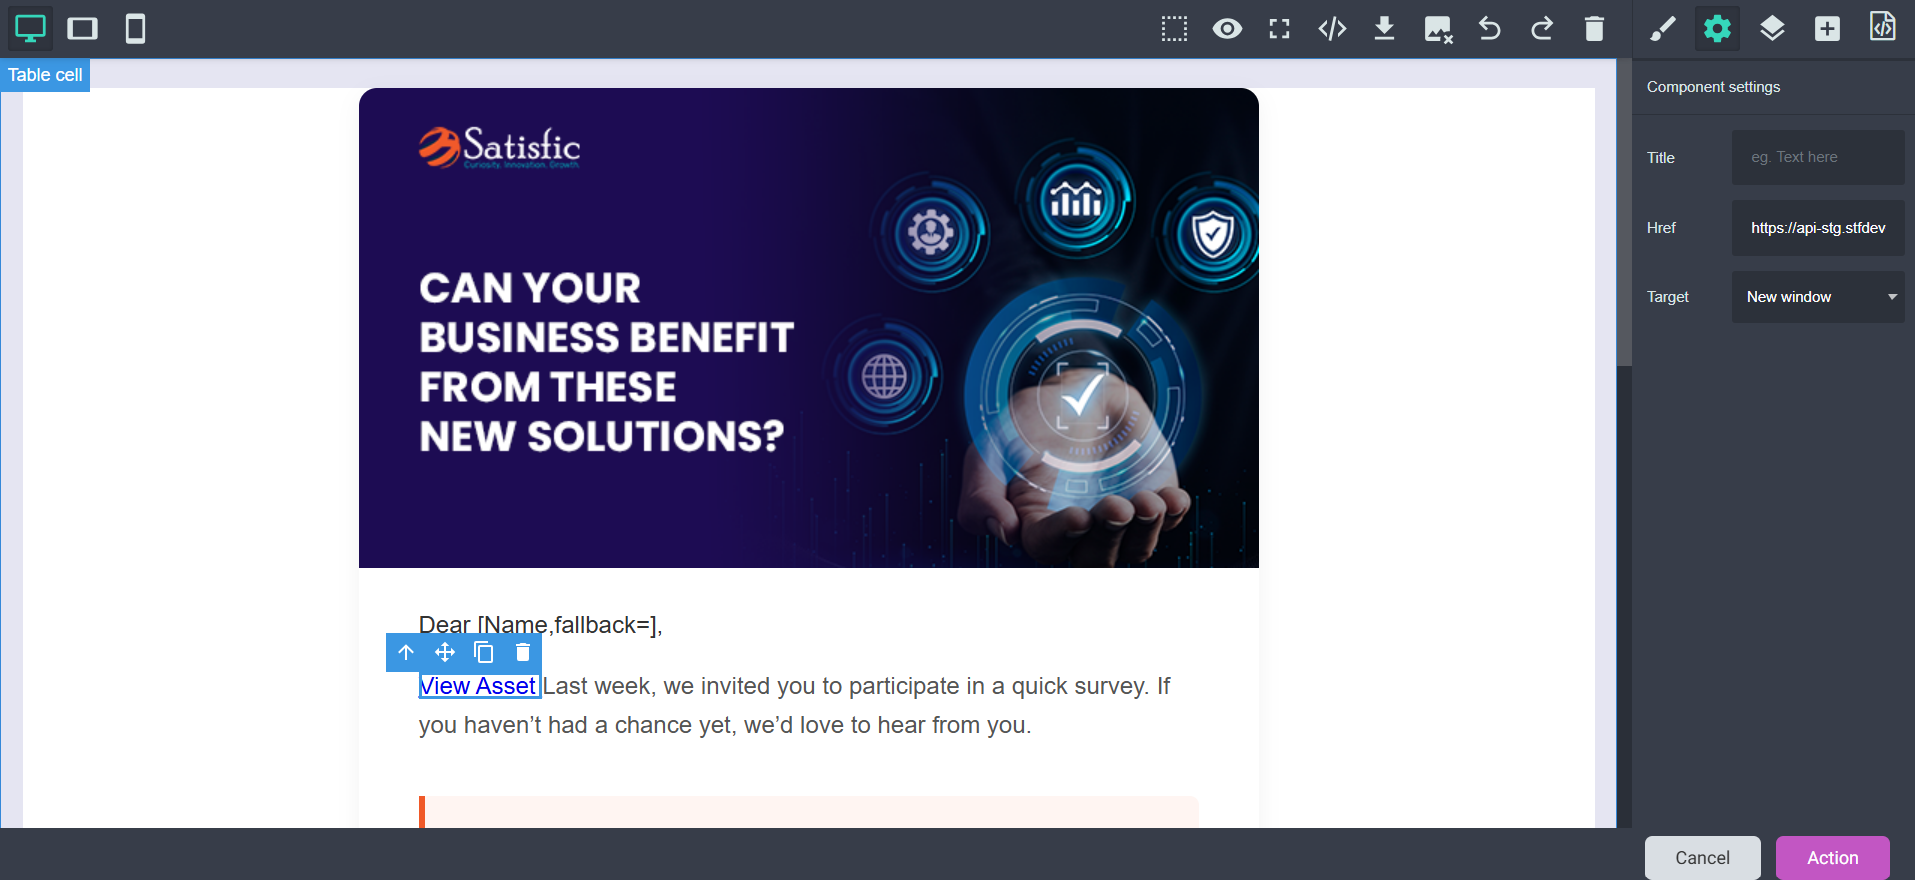 Table cell
Component settings
Title
eg. Text here
Href
https://api-stg.stfdev
Target
New window
Satisfic
Curiosity. Innovation. Growth.
CAN YOUR
BUSINESS BENEFIT
FROM THESE
NEW SOLUTIONS?
Dear [Name,fallback=],
View Asset Last week, we invited you to participate in a quick survey. If
you haven’t had a chance yet, we’d love to hear from you.
Cancel
Action